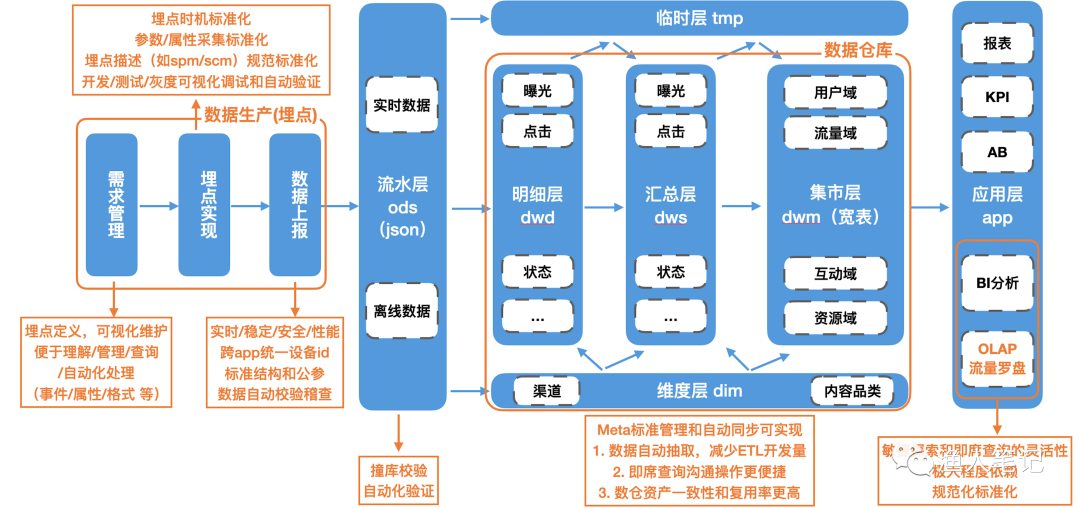 埋点时机标准化
参数/属性采集标准化
埋点描述（如spm/scm）规范标准化
开发/测试/灰度可视化调试和自动验证
数据生产(埋点)
需求管理
埋点实现
数据上报
埋点定义，可视化维护
便于理解/管理/查询
/自动化处理
（事件/属性/格式 等）
实时/稳定/安全/性能
跨app统一设备id
标准结构和公参
数据自动校验稽查
实时数据
流水层
ods
（json）
离线数据
撞库校验
自动化验证
临时层 tmp
数据仓库
曝光
点击
明细层
dwd
状态
...
曝光
点击
汇总层
dws
状态
...
用户域
流量域
集市层
dwm（宽表）
互动域
资源域
渠道
维度层 dim
内容品类
Meta标准管理和自动同步可实现
1. 数据自动抽取，减少ETL开发量
2. 即席查询沟通操作更便捷
3. 数仓资产一致性和复用率更高
报表
KPI
AB
应用层
app
BI分析
OLAP
流量罗盘
敏 索和即席查询的灵活性
极大程度依赖
规范化标准化
渔人笔记